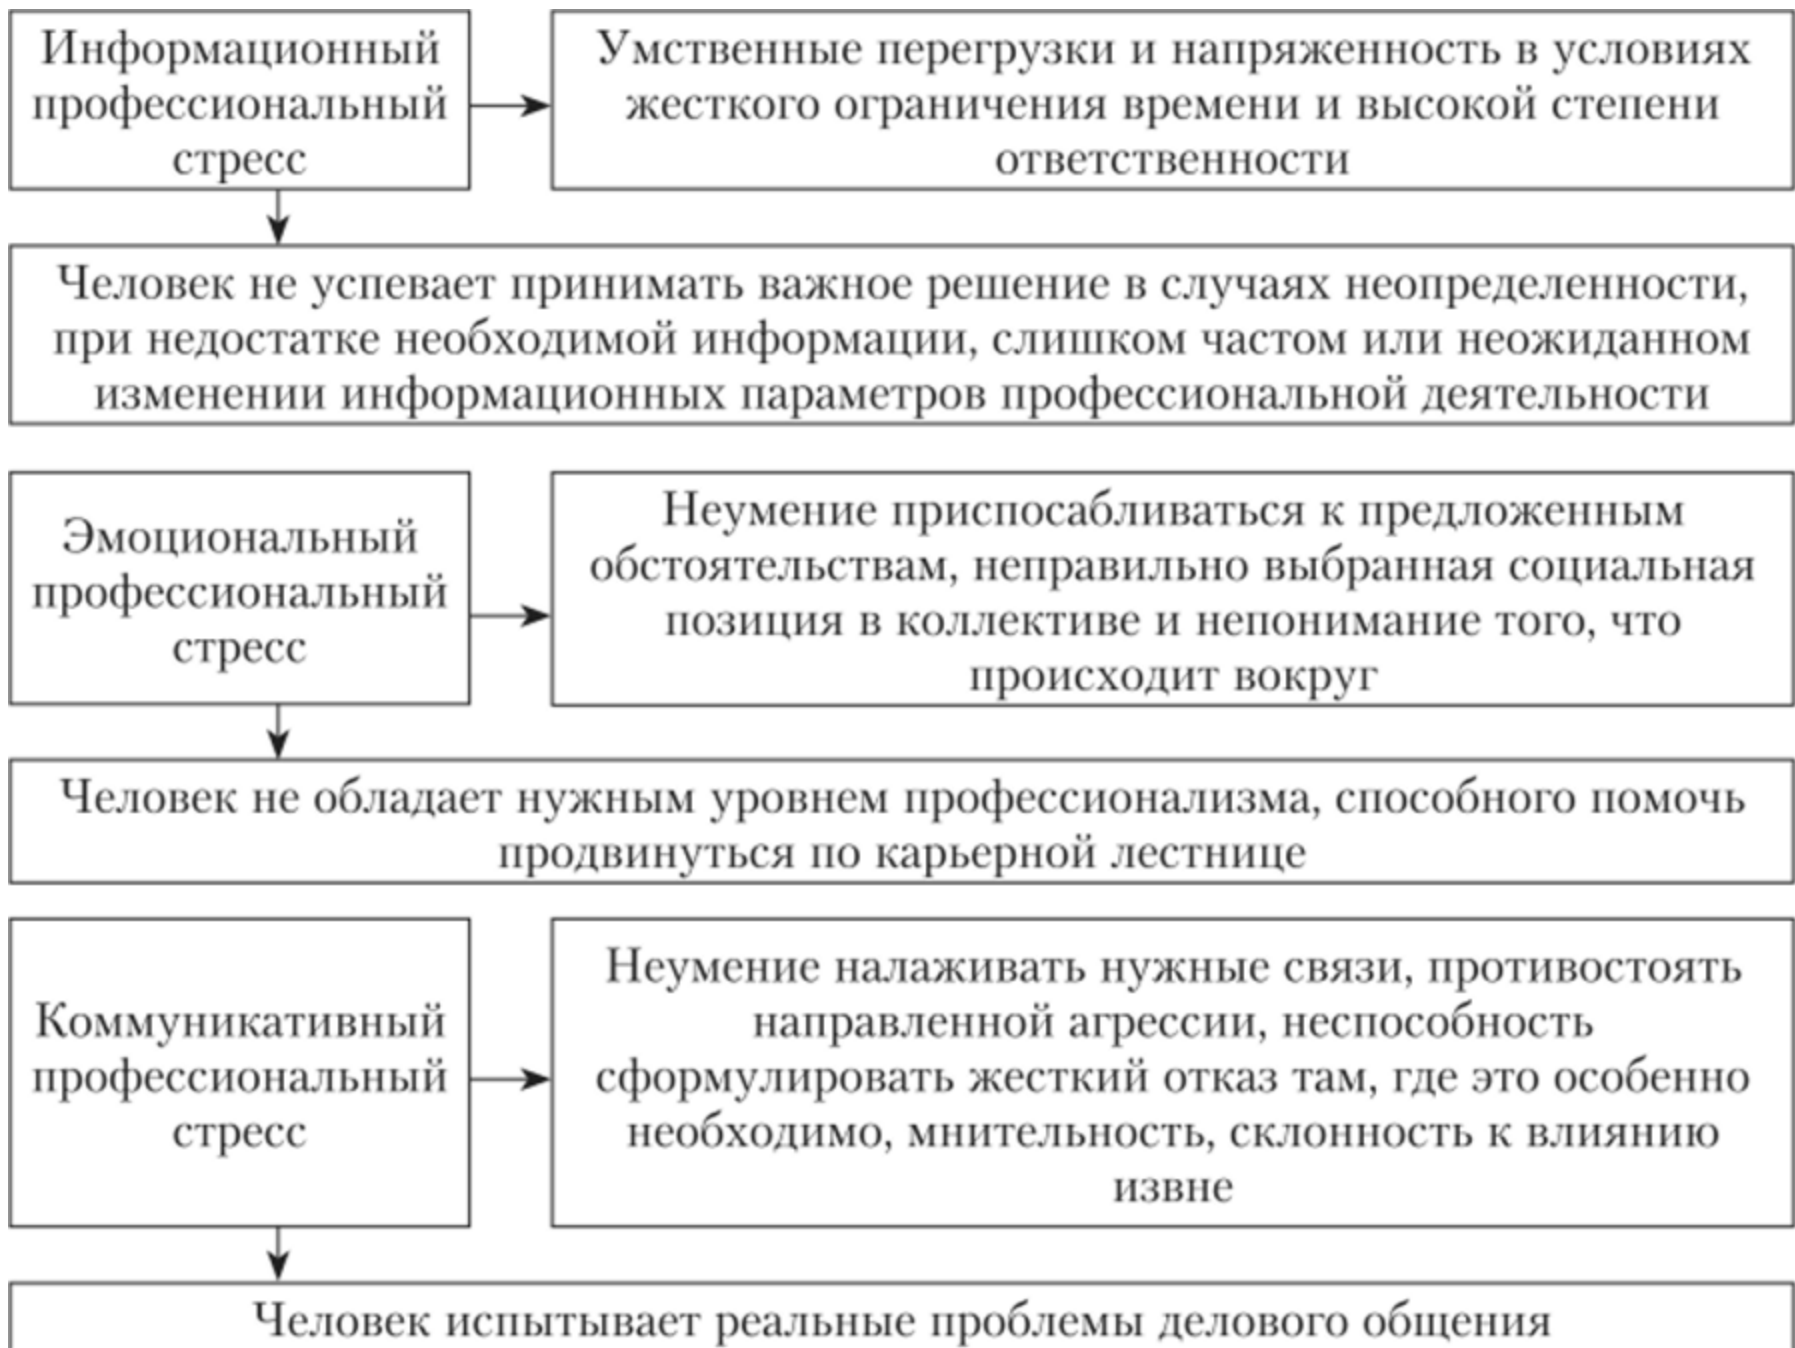 Информационный
профессиональный
стресс
Умственные перегрузки и напряженность в условиях
жесткого ограничения времени и высокой степени
ответственности
Человек не успевает принимать важное решение в случаях неопределенности,
при недостатке необходимой информации, слишком частом или неожиданном
изменении информационных параметров профессиональной деятельности
Эмоциональный
профессиональный
стресс
Неумение приспосабливаться к предложенным
обстоятельствам, неправильно выбранная социальная
позиция в коллективе и непонимание того, что
происходит вокруг
Человек не обладает нужным уровнем профессионализма, способного помочь
продвинуться по карьерной лестнице
Коммуникативный
профессиональный
стресс
Неумение налаживать нужные связи, противостоять
направленной агрессии, неспособность
сформулировать жесткий отказ там, где это особенно
необходимо, мнительность, склонность к влиянию
извне
Человек испытывает реальные проблемы делового общения